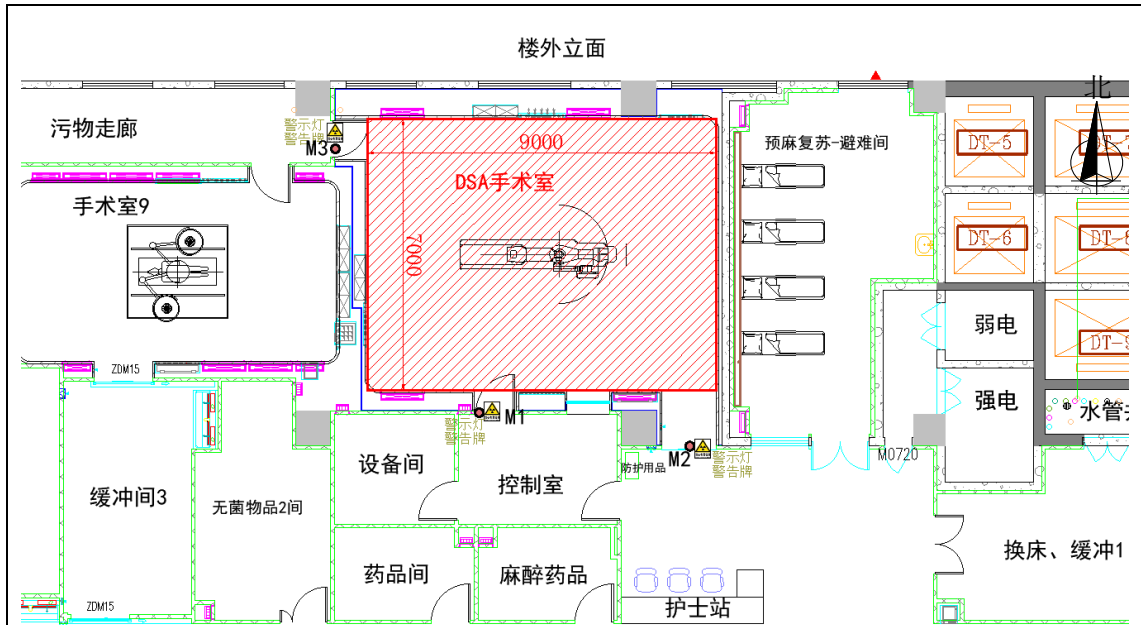 楼外立面
北
污物走廊
警示灯
警告牌
M3
9000
预麻复苏-避难间
DT-5
DSA手术室
手术室9
7000
DT-6
弱电
ZDM15
强电
M1
警示灯
警告牌
水管井
设备间
控制室
防护用品
M2
警示灯
警告牌
M0720
缓冲间3
无菌物品2间
药品间
麻醉药品
换床、缓冲1
ZDM15
护士站